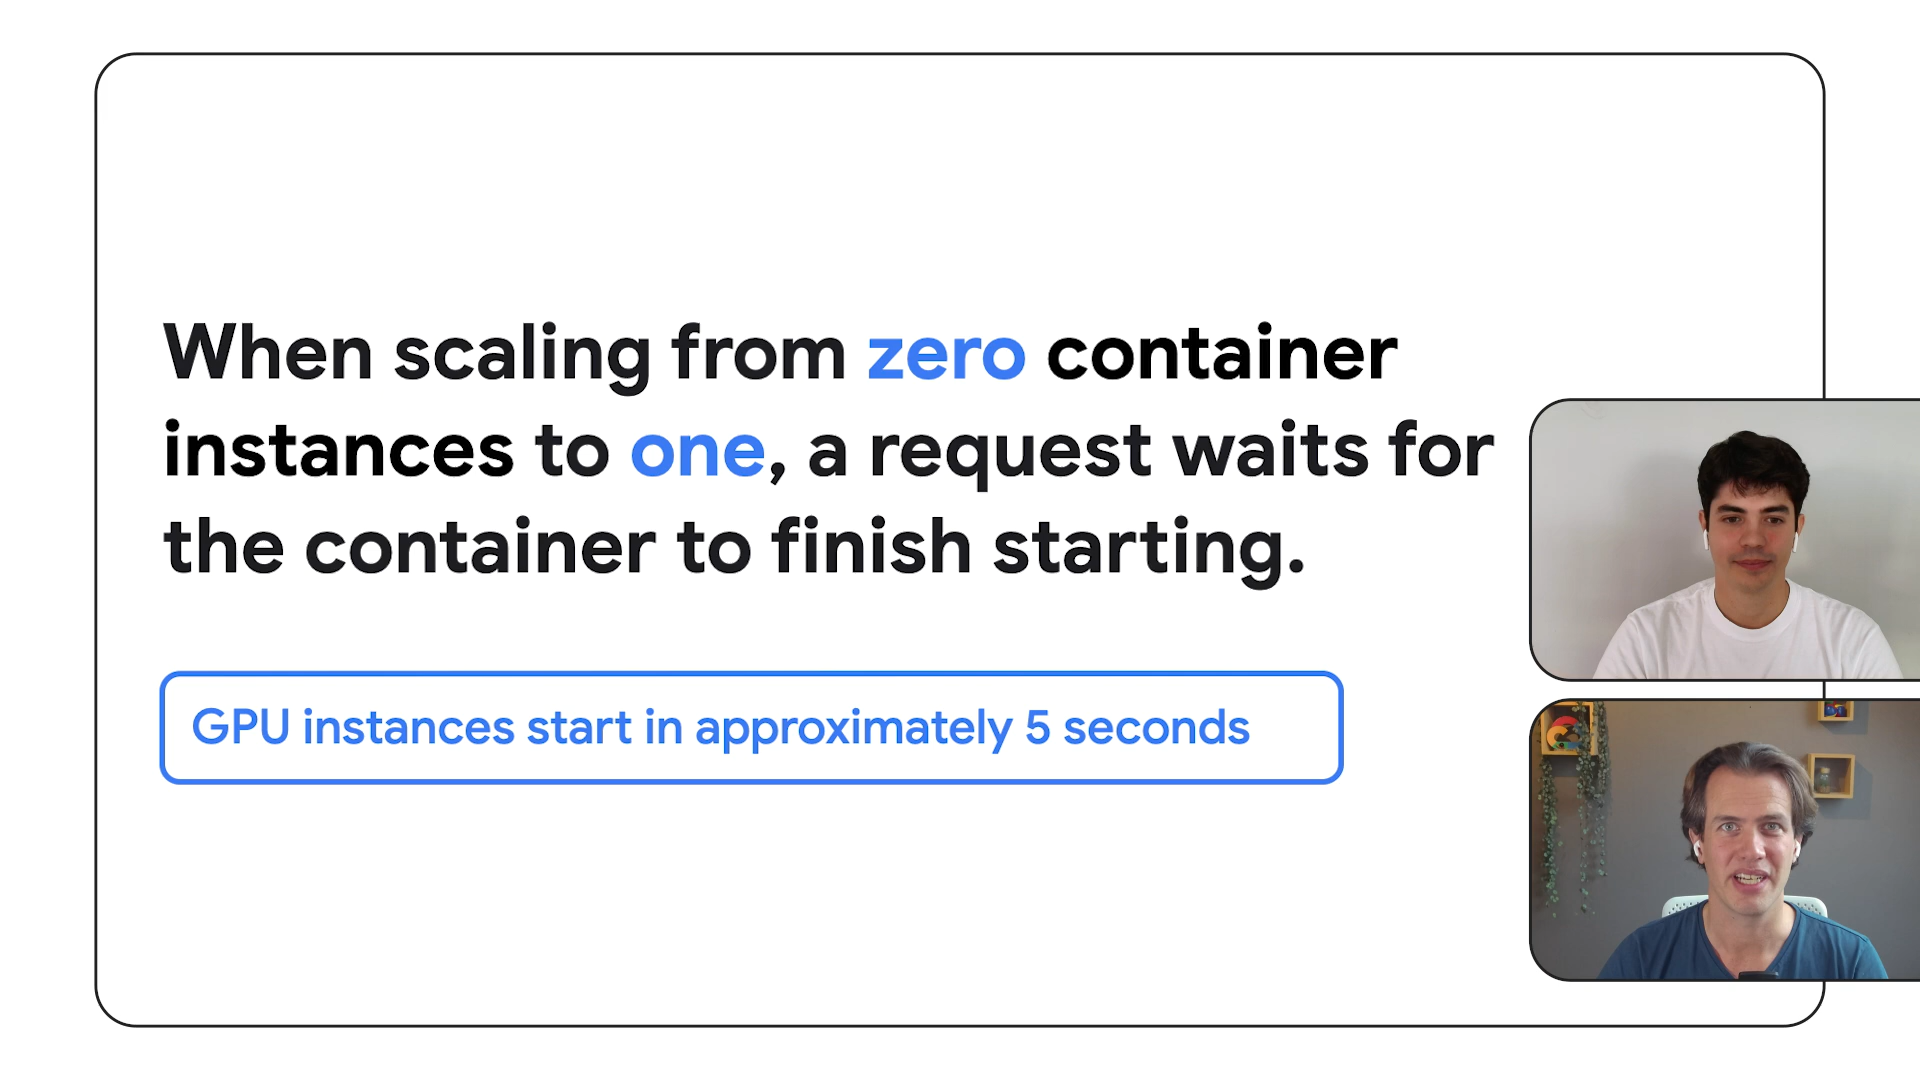 When scaling from zero container
instances to one, a request waits for
the container to finish starting.
GPU instances start in approximately 5 seconds